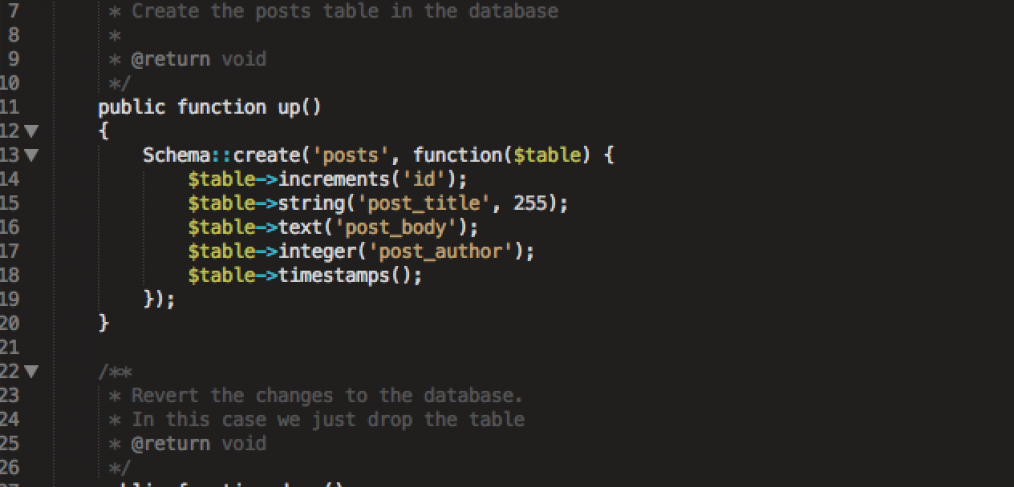 7 * Create the posts table in the database
8 *
9 * @return void
10 */
11 public function up()
12 {
13 Schema::create('posts', function($table) {
14 $table->increments('id');
15 $table->string('post_title', 255);
16 $table->text('post_body');
17 $table->integer('post_author');
18 $table->timestamps();
19 });
20 }
21
22 /**
23 * Revert the changes to the database.
24 * In this case we just drop the table
25 * @return void
26 */